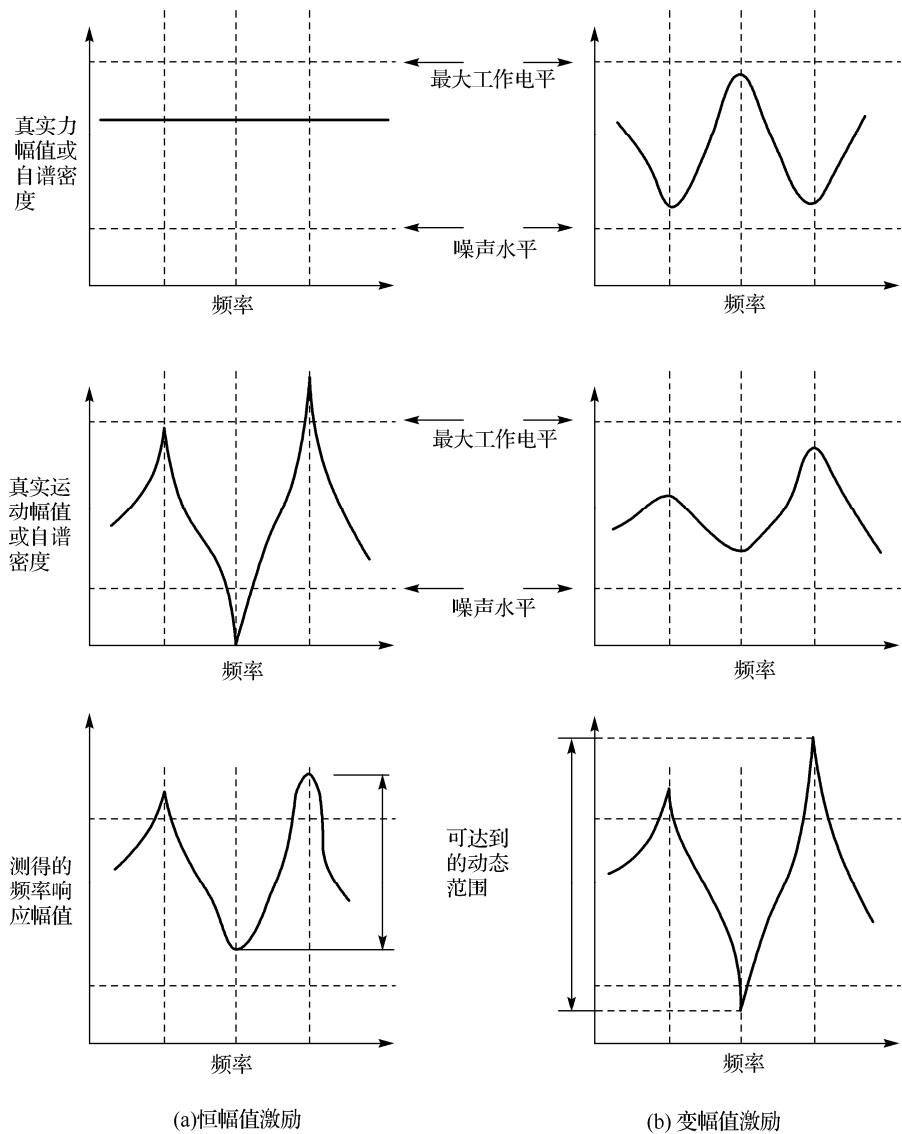 真实力
幅值或
自谱密
度
最大工作电平
噪声水平
频率
频率
真实运
动幅值
或自谱
密度
最大工作电平
噪声水平
频率
频率
测得的
频率响
应幅值
可达到
的动态
范围
频率
频率
(a)恒幅值激励
(b) 变幅值激励